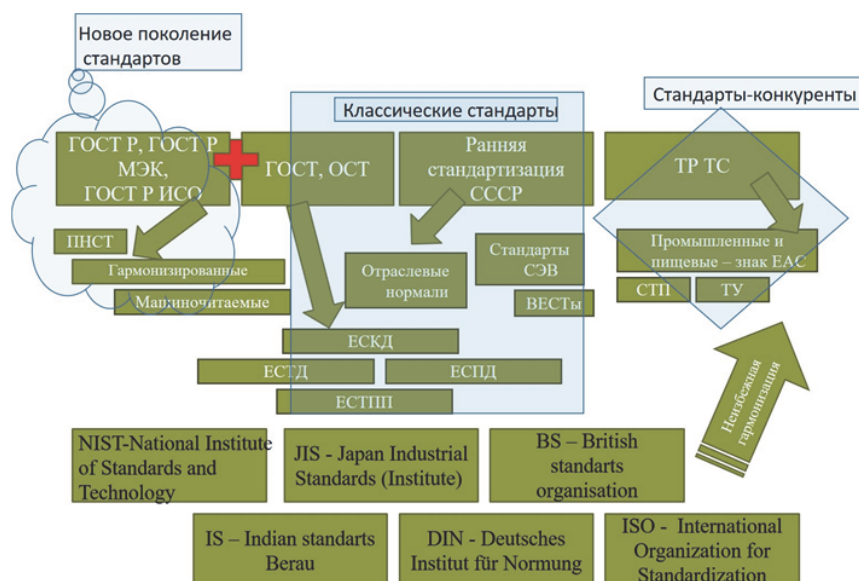 Новое поколение
стандартов
Классические стандарты
Стандарты-конкуренты
ГОСТ Р, ГОСТ Р
МЭК,
ГОСТ Р ИСО
ГОСТ, ОСТ
Ранняя
стандартизация
СССР
ТР ТС
ПНСТ
Гармонизированные
Машиночитаемые
Отраслевые
нормали
Стандарты
СЭВ
ВЕСТы
Промышленные и
пищевые – знак ЕАС
СТП
ТУ
ЕСКД
ЕСТД
ЕСПД
ЕСТПП
Неизбежная
гармонизация
NIST-National Institute
of Standards and
Technology
JIS - Japan Industrial
Standards (Institute)
BS – British
standarts
organisation
IS – Indian standarts
Berau
DIN - Deutsches
Institut für Normung
ISO - International
Organization for
Standardization